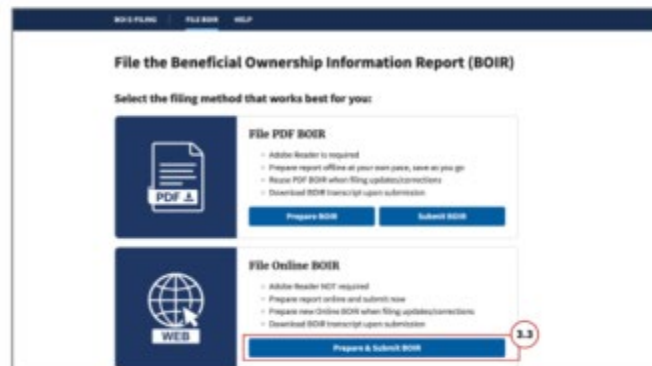 BOI E-FILING FILE BOIR HELP
File the Beneficial Ownership Information Report (BOIR)
Select the filing method that works best for you:
PDF
File PDF BOIR
Adobe Reader is required
Prepare report offline at your own pace, save as you go
Reuse PDF BOIR when filing updates/corrections
Download BOIR transcript upon submission
Prepare BOIR Submit BOIR
WEB
File Online BOIR
Adobe Reader NOT required
Prepare report online and submit now
Prepare new Online BOIR when filing updates/corrections
Download BOIR transcript upon submission
Prepare & Submit BOIR
3.3